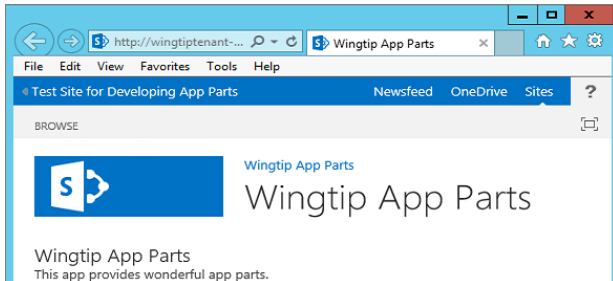 http://wingtiptenant-...
Wingtip App Parts
File Edit View Favorites Tools Help
Test Site for Developing App Parts
Newsfeed OneDrive Sites ?
BROWSE
S
Wingtip App Parts
Wingtip App Parts
Wingtip App Parts
This app provides wonderful app parts.